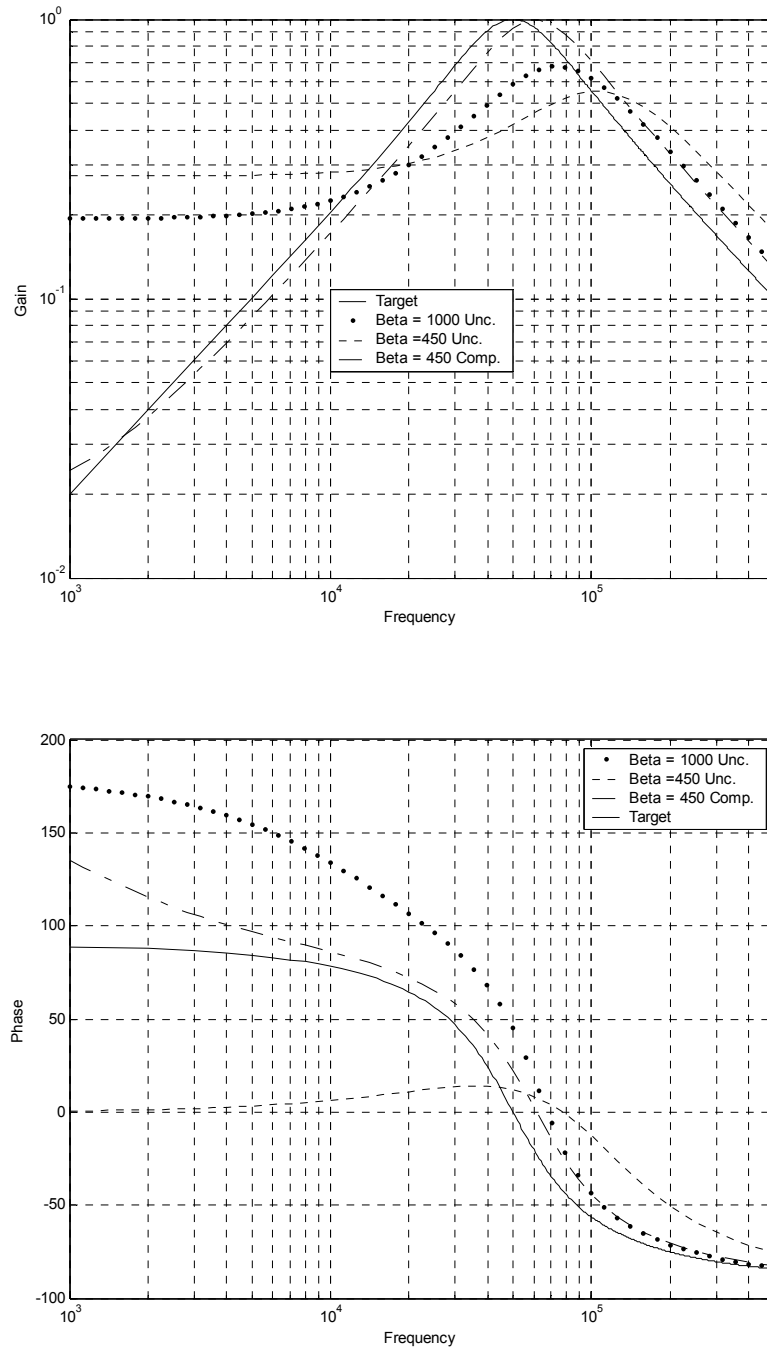 10^0
10^-1
10^-2
Gain
Target
Beta = 1000 Unc.
Beta =450 Unc.
Beta = 450 Comp.
10^3
10^4
10^5
Frequency
200
150
100
50
0
-50
-100
Phase
Beta = 1000 Unc.
Beta =450 Unc.
Beta = 450 Comp.
Target
10^3
10^4
10^5
Frequency